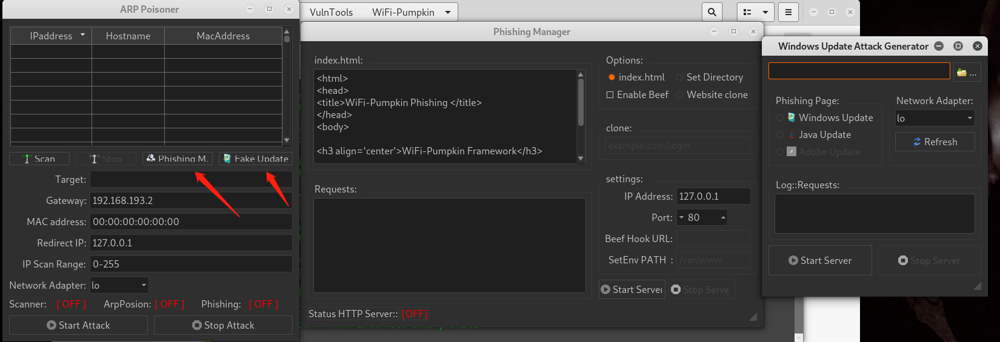 VulnTools WiFi-Pumpkin
ARP Poisoner
IPaddress Hostname MacAddress
Scan Stop Phishing M. Fake Update
Target:
Gateway: 192.168.193.2
MAC address: 00:00:00:00:00:00
Redirect IP: 127.0.0.1
IP Scan Range: 0-255
Network Adapter: lo
Scanner: [ OFF ] ArpPosion: [ OFF ] Phishing: [ OFF ]
Start Attack Stop Attack
Phishing Manager
index.html:
<html>
<head>
<title>WiFi-Pumpkin Phishing </title>
</head>
<body>
<h3 align='center'>WiFi-Pumpkin Framework</h3>
Requests:
Status HTTP Server:: [OFF]
Options:
index.html Set Directory
Enable Beef Website clone
clone:
example.com/login
settings:
IP Address: 127.0.0.1
Port: 80
Beef Hook URL:
SetEnv PATH : /var/www
Start Server Stop Serve
Windows Update Attack Generator
...
Phishing Page:
Windows Update
Java Update
Adobe Update
Network Adapter:
lo
Refresh
Log::Requests:
Start Server Stop Server